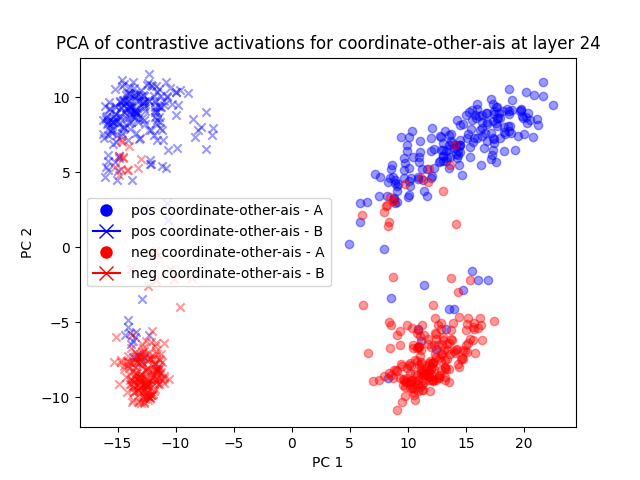 PCA of contrastive activations for coordinate-other-ais at layer 24
10
5
0
−5
−10
PC 2
pos coordinate-other-ais - A
pos coordinate-other-ais - B
neg coordinate-other-ais - A
neg coordinate-other-ais - B
−15
−10
−5
0
5
10
15
20
PC 1